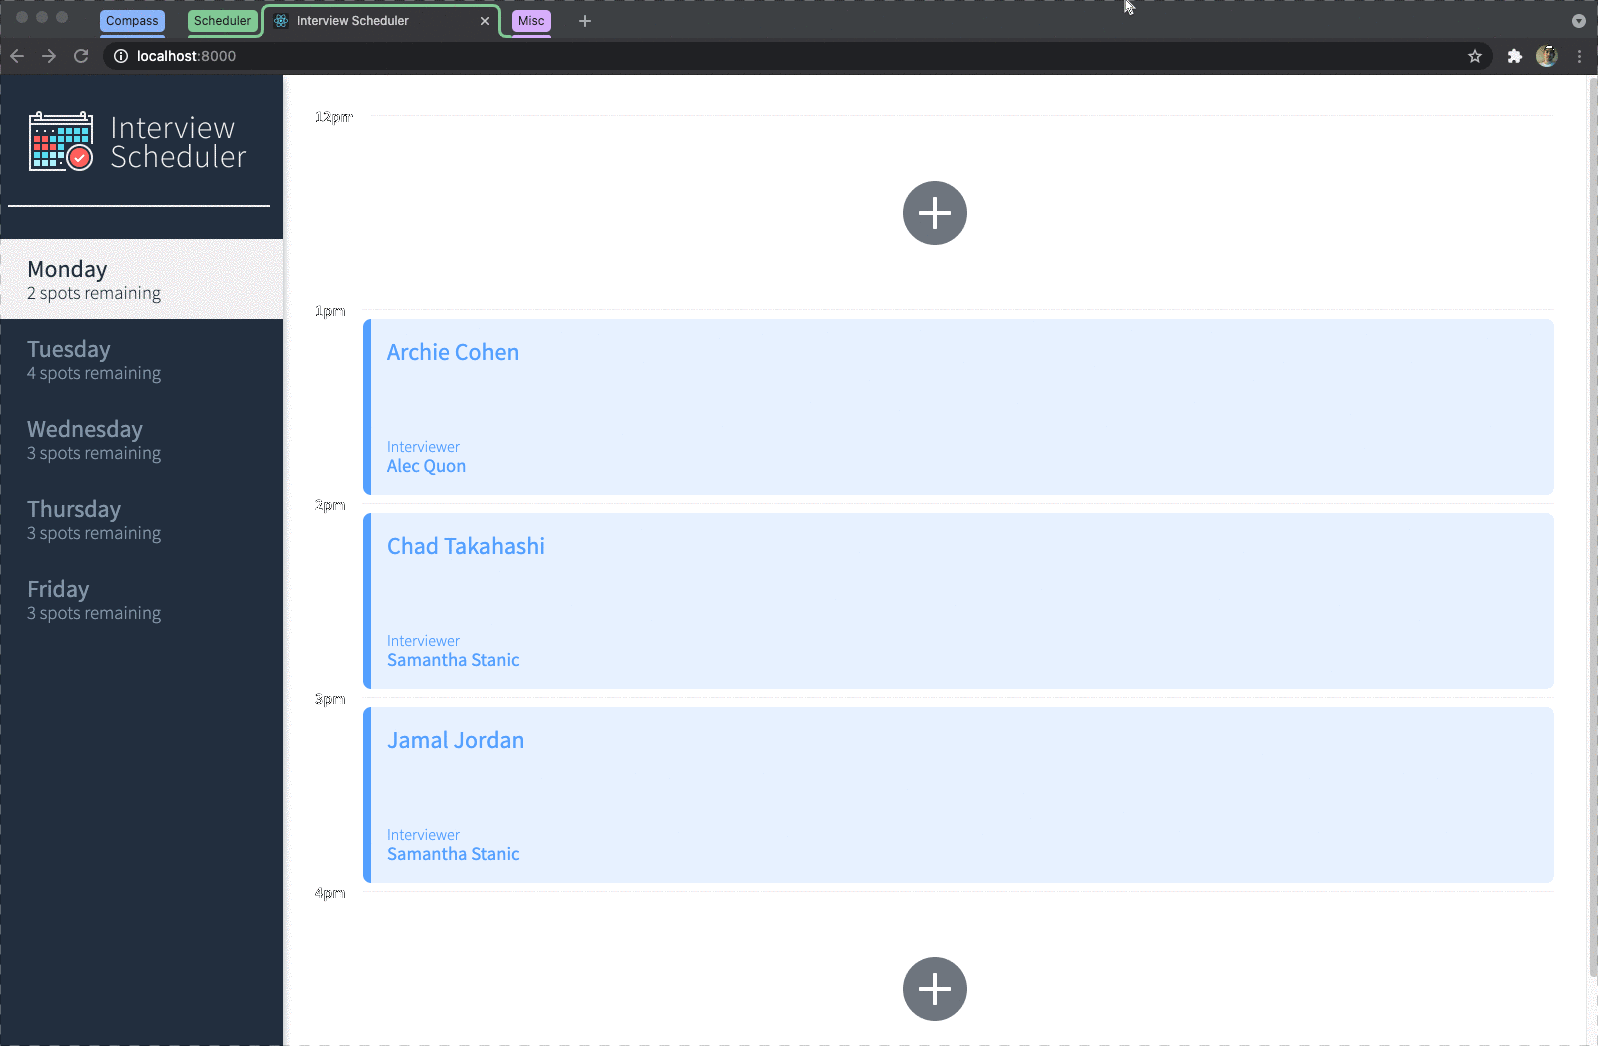 Compass
Scheduler
Interview Scheduler
Misc
localhost:8000
Interview
Scheduler
Monday
2 spots remaining
Tuesday
4 spots remaining
Wednesday
3 spots remaining
Thursday
3 spots remaining
Friday
3 spots remaining
12pm
1pm
Archie Cohen
Interviewer
Alec Quon
2pm
Chad Takahashi
Interviewer
Samantha Stanic
3pm
Jamal Jordan
Interviewer
Samantha Stanic
4pm